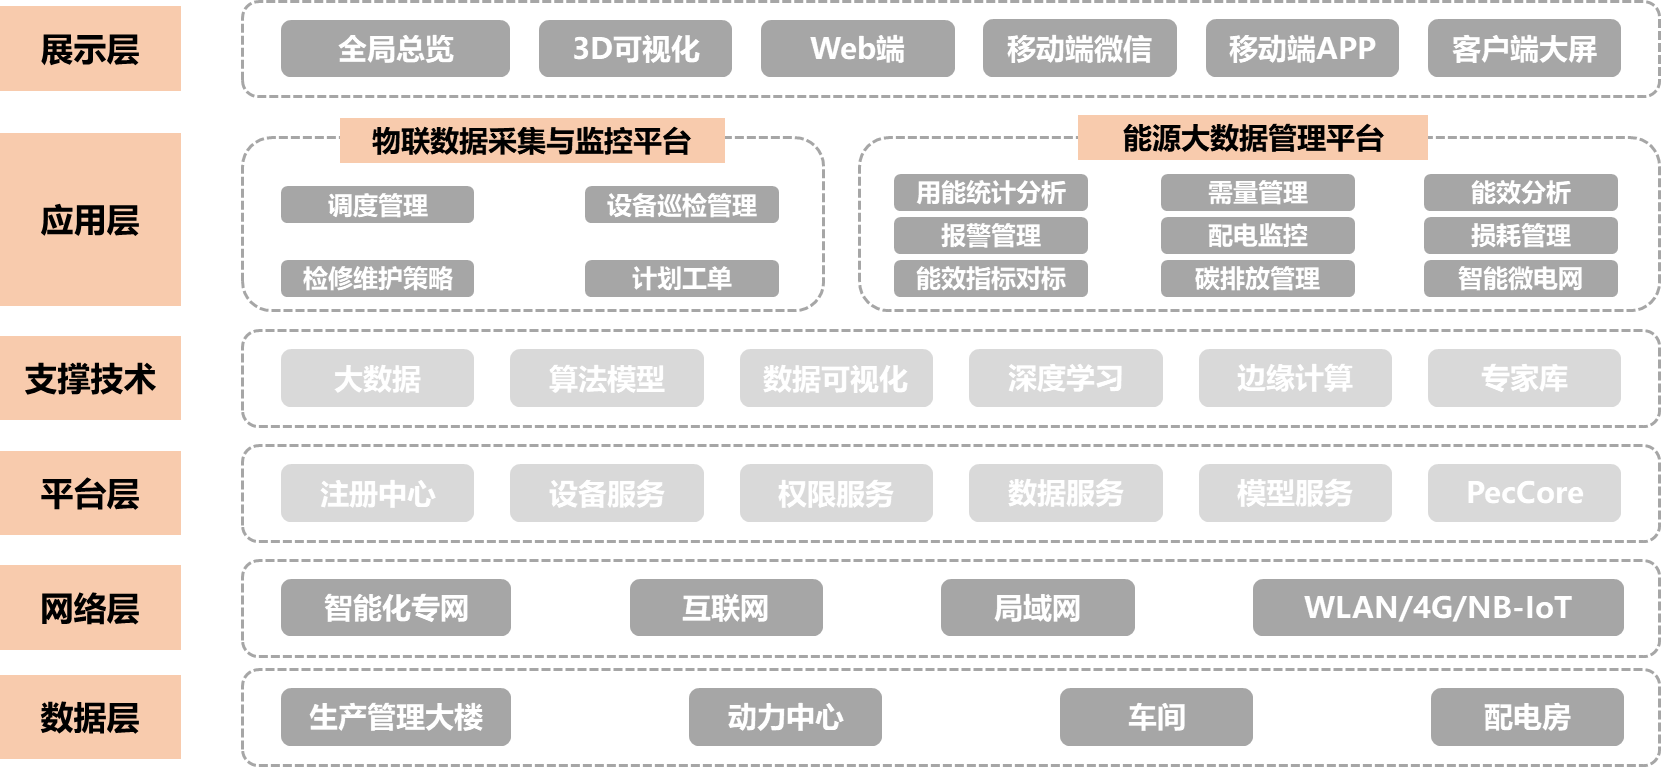 展示层
全局总览
3D可视化
Web端
移动端微信
移动端APP
客户端大屏
应用层
物联数据采集与监控平台
调度管理
设备巡检管理
检修维护策略
计划工单
能源大数据管理平台
用能统计分析
需量管理
能效分析
报警管理
配电监控
损耗管理
能效指标对标
碳排放管理
智能微电网
支撑技术
大数据
算法模型
数据可视化
深度学习
边缘计算
专家库
平台层
注册中心
设备服务
权限服务
数据服务
模型服务
PecCore
网络层
智能化专网
互联网
局域网
WLAN/4G/NB-IoT
数据层
生产管理大楼
动力中心
车间
配电房